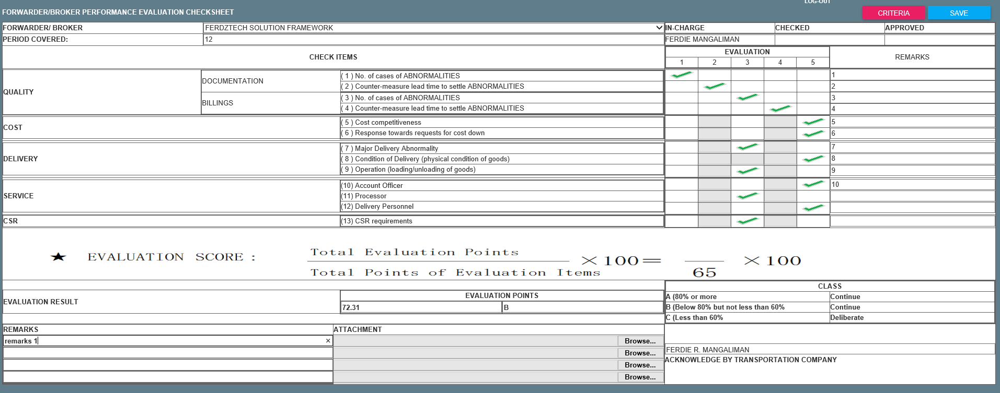 LOG-OUT
FORWARDER/BROKER PERFORMANCE EVALUATION CHECKSHEET
CRITERIA SAVE
FORWARDER/ BROKER FERDZTECH SOLUTION FRAMEWORK IN-CHARGE CHECKED APPROVED
PERIOD COVERED: 12 FERDIE MANGALIMAN
CHECK ITEMS EVALUATION REMARKS
1 2 3 4 5
QUALITY
DOCUMENTATION
( 1 ) No. of cases of ABNORMALITIES 1
( 2 ) Counter-measure lead time to settle ABNORMALITIES 2
BILLINGS
( 3 ) No. of cases of ABNORMALITIES 3
( 4 ) Counter-measure lead time to settle ABNORMALITIES 4
COST
( 5 ) Cost competitiveness 5
( 6 ) Response towards requests for cost down 6
DELIVERY
( 7 ) Major Delivery Abnormality 7
( 8 ) Condition of Delivery (physical condition of goods) 8
( 9 ) Operation (loading/unloading of goods) 9
SERVICE
(10) Account Officer 10
(11) Processor
(12) Delivery Personnel
CSR (13) CSR requirements
★ EVALUATION SCORE : Total Evaluation Points
Total Points of Evaluation Items
×100= 65 ×100
EVALUATION RESULT
EVALUATION POINTS
72.31 B
CLASS
A (80% or more Continue
B (Below 80% but not less than 60% Continue
C (Less than 60% Deliberate
REMARKS ATTACHMENT
remarks 1 × Browse...
Browse...
Browse...
Browse...
FERDIE R. MANGALIMAN
ACKNOWLEDGE BY TRANSPORTATION COMPANY